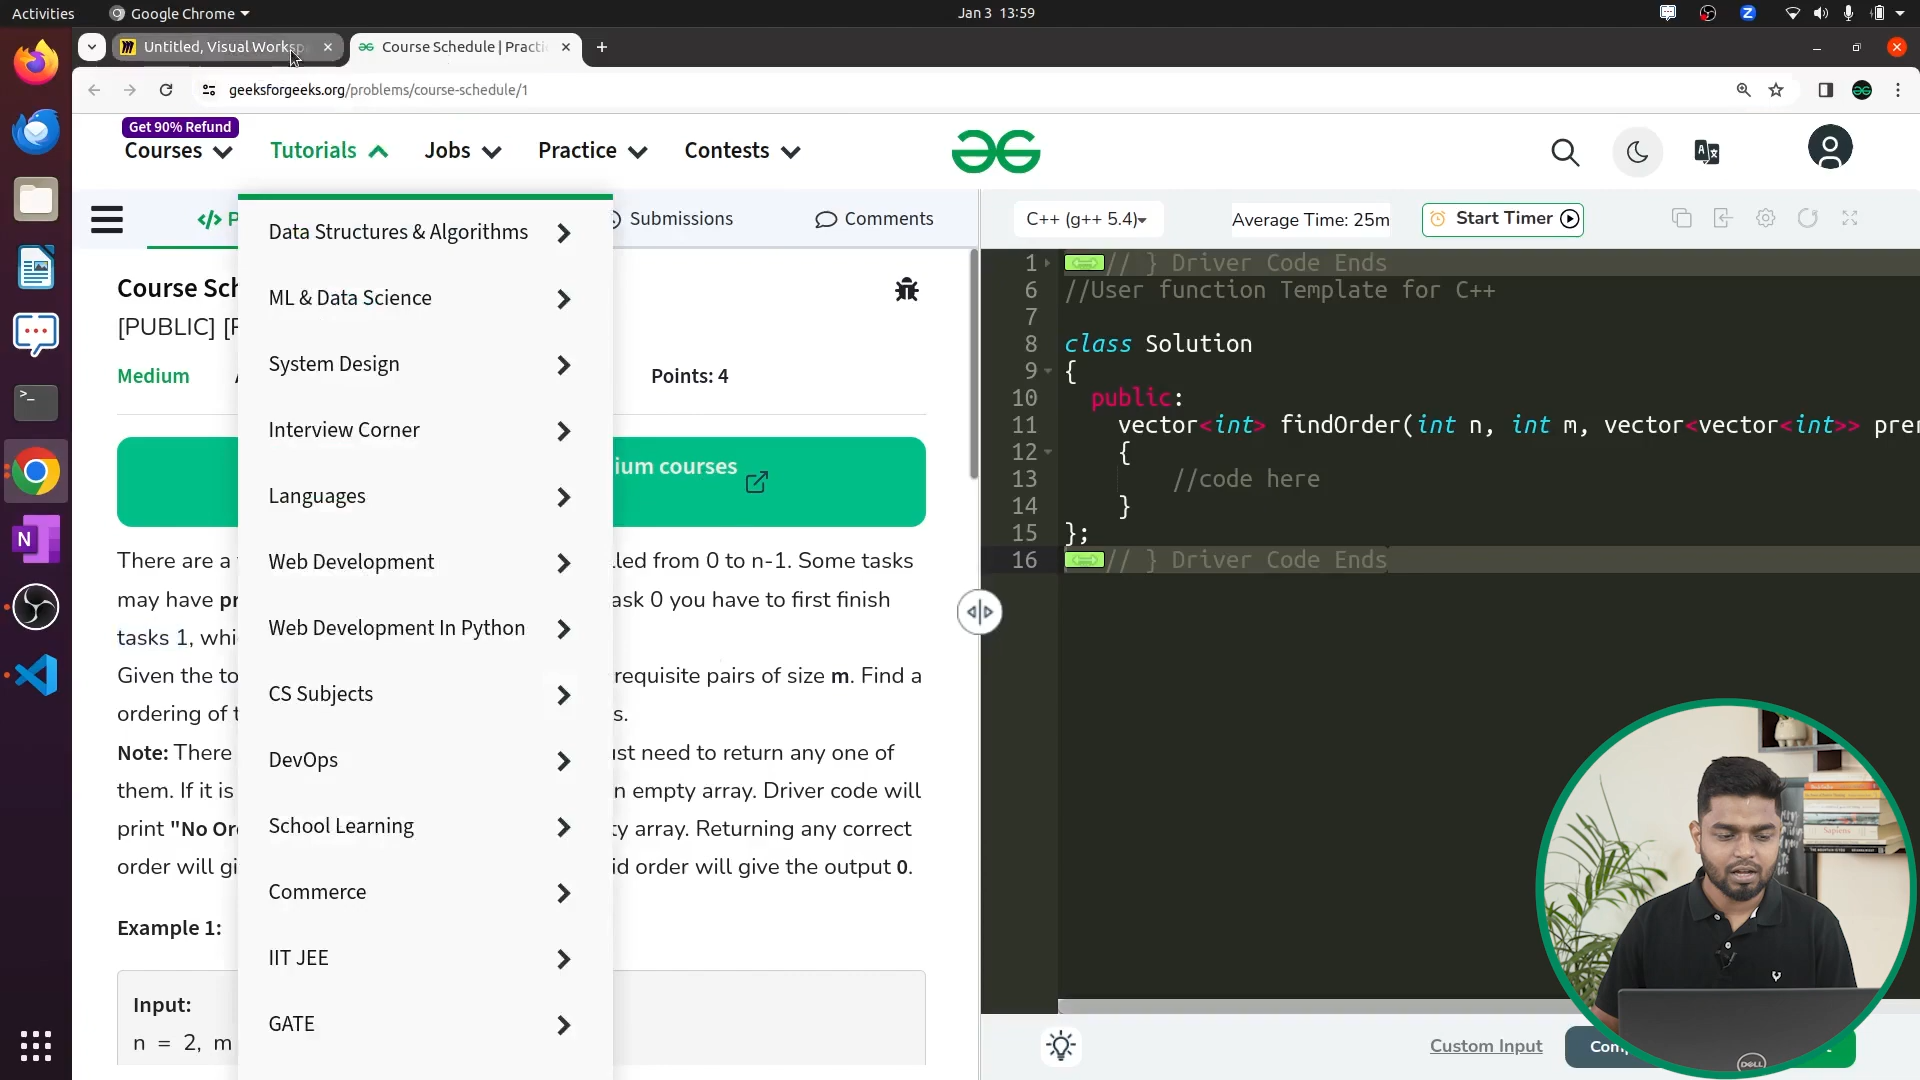 Activities
Google Chrome
Jan 3 13:59
Z
Untitled, Visual Worksp
Course Schedule | Practi
geeksforgeeks.org/problems/course-schedule/1
Get 90% Refund
Courses
Tutorials
Jobs
Practice
Contests
Submissions
Comments
C++ (g++ 5.4)
Average Time: 25m
Start Timer
Data Structures & Algorithms
ML & Data Science
System Design
Interview Corner
Languages
Web Development
Web Development In Python
CS Subjects
DevOps
School Learning
Commerce
IIT JEE
GATE
Course Sch
[PUBLIC] [P
Medium
Points: 4
ium courses
There are a
lled from 0 to n-1. Some tasks
may have pr
ask 0 you have to first finish
tasks 1, whi
Given the to
requisite pairs of size m. Find a
ordering of t
s.
Note: There
ust need to return any one of
them. If it is
n empty array. Driver code will
print "No Or
ty array. Returning any correct
order will gi
id order will give the output 0.
Example 1:
Input:
n = 2, m
1 // } Driver Code Ends
6 //User function Template for C++
7
8 class Solution
9 {
10 public:
11 vector<int> findOrder(int n, int m, vector<vector<int>> prer
12 {
13 //code here
14 }
15 };
16 // } Driver Code Ends
Custom Input
Comp
Sapiens
DELL